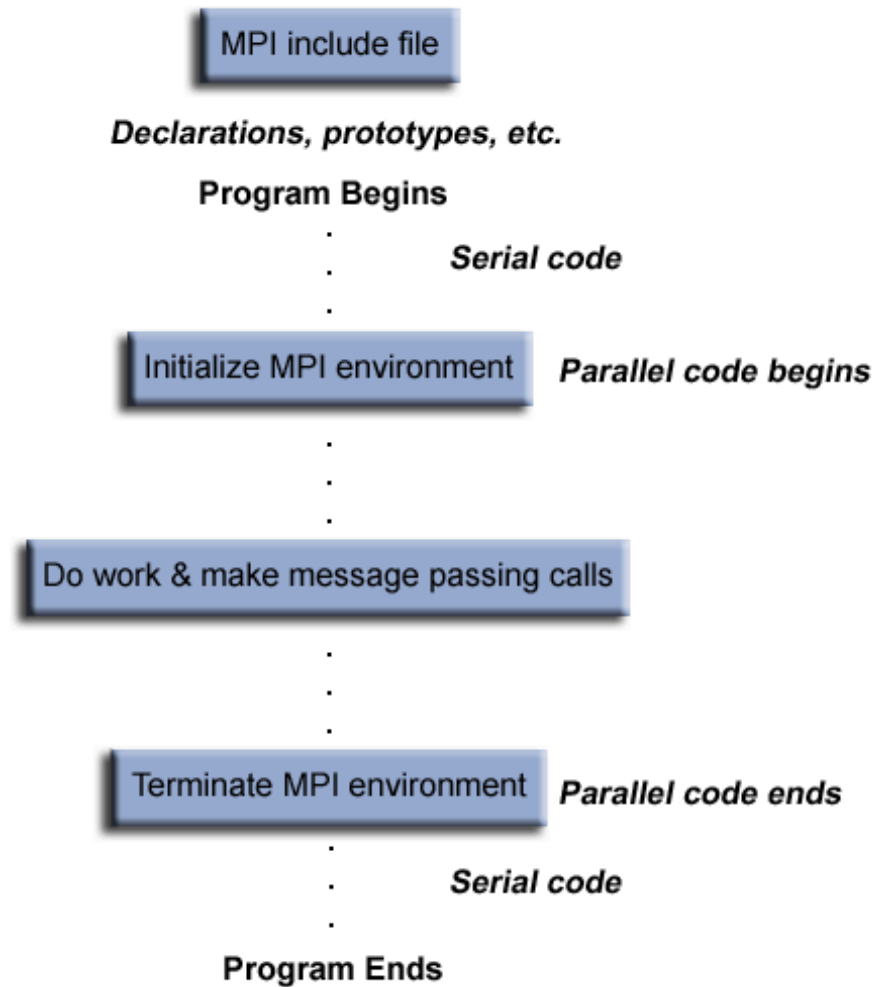 MPI include file
Declarations, prototypes, etc.
Program Begins
Serial code
Initialize MPI environment
Parallel code begins
Do work & make message passing calls
Terminate MPI environment
Parallel code ends
Serial code
Program Ends